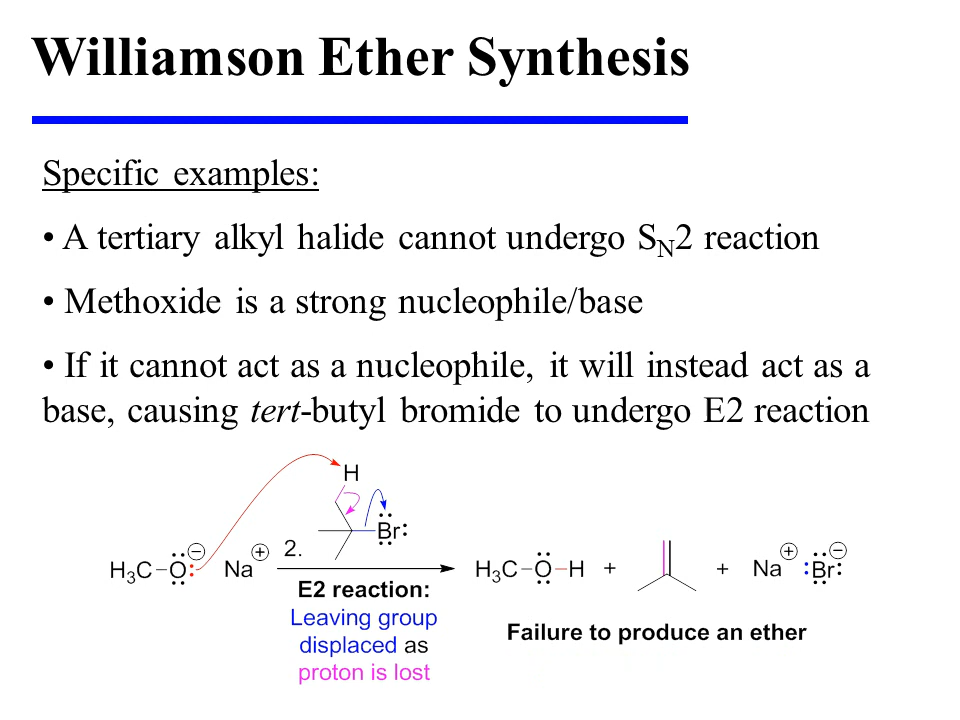 Williamson Ether Synthesis
Specific examples:
• A tertiary alkyl halide cannot undergo S_N2 reaction
• Methoxide is a strong nucleophile/base
• If it cannot act as a nucleophile, it will instead act as a
base, causing tert-butyl bromide to undergo E2 reaction
H
Br
2.
H₃C–O⁻ Na⁺
H₃C–O–H + + Na⁺ Br⁻
E2 reaction:
Leaving group
displaced as
proton is lost
Failure to produce an ether